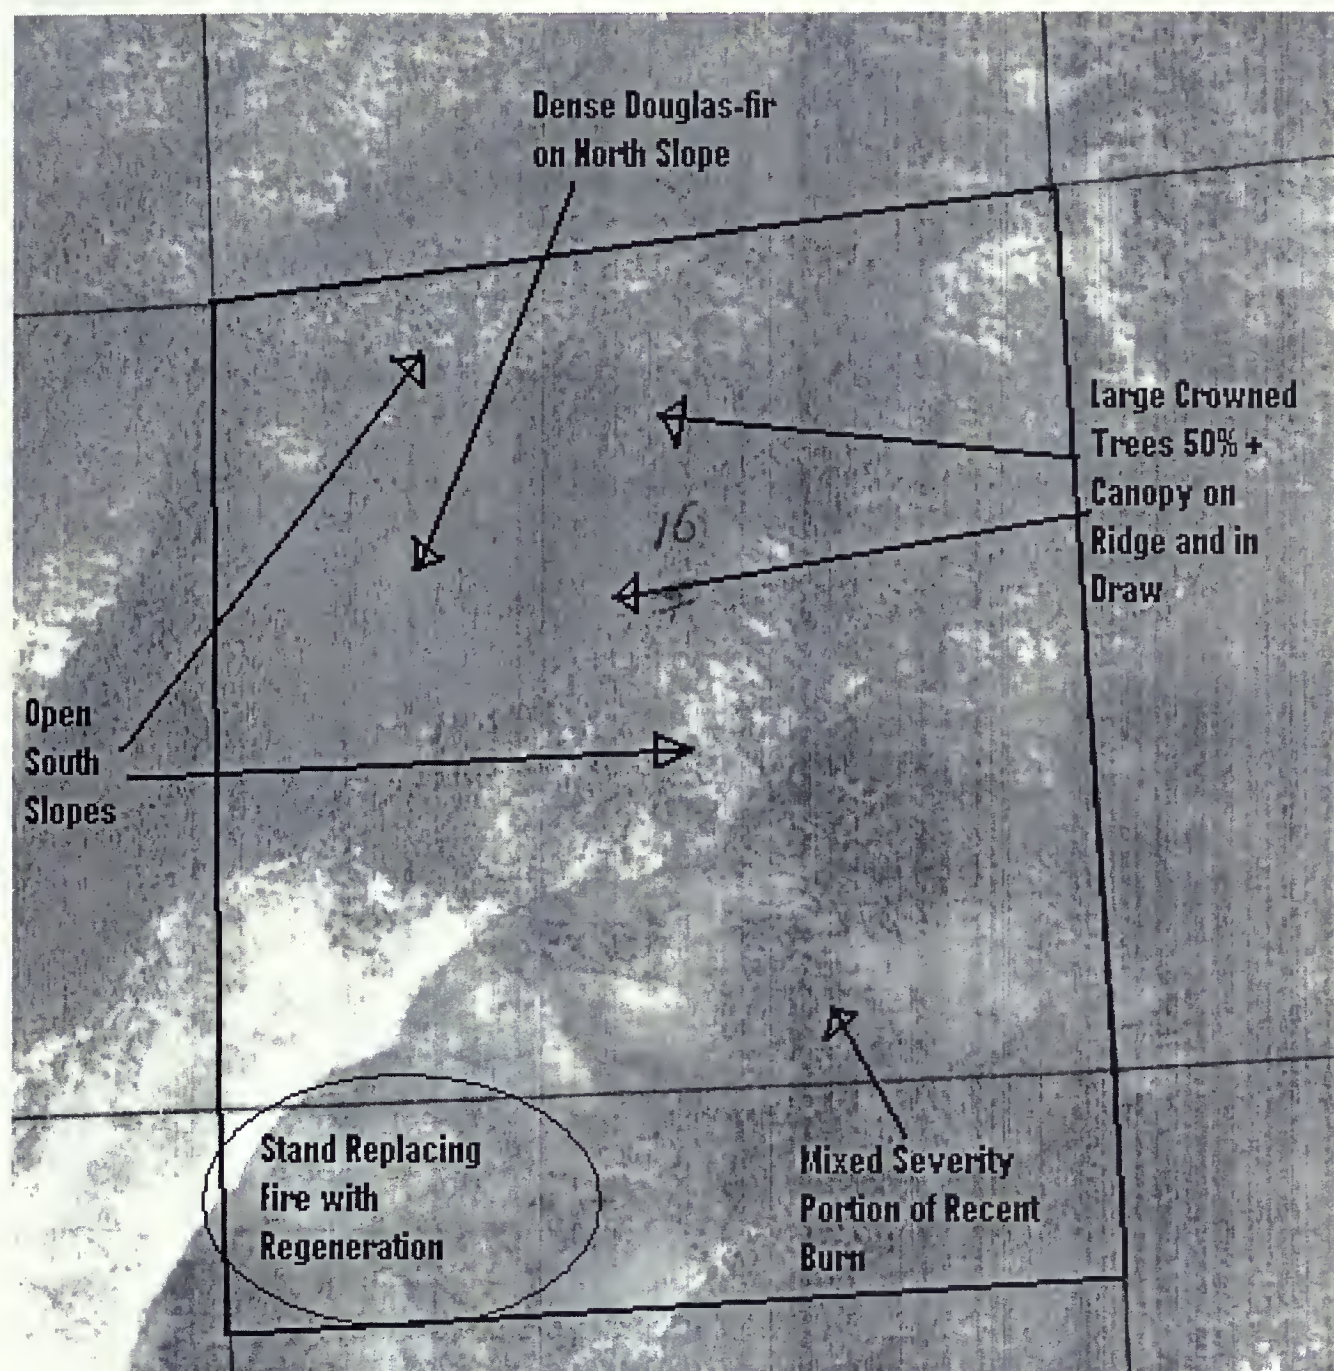 Dense Douglas-fir
on North Slope
Large Crowned
Trees 50% +
Canopy on
Ridge and in
Draw
16
Open
South
Slopes
Stand Replacing
Fire with
Regeneration
Mixed Severity
Portion of Recent
Burn